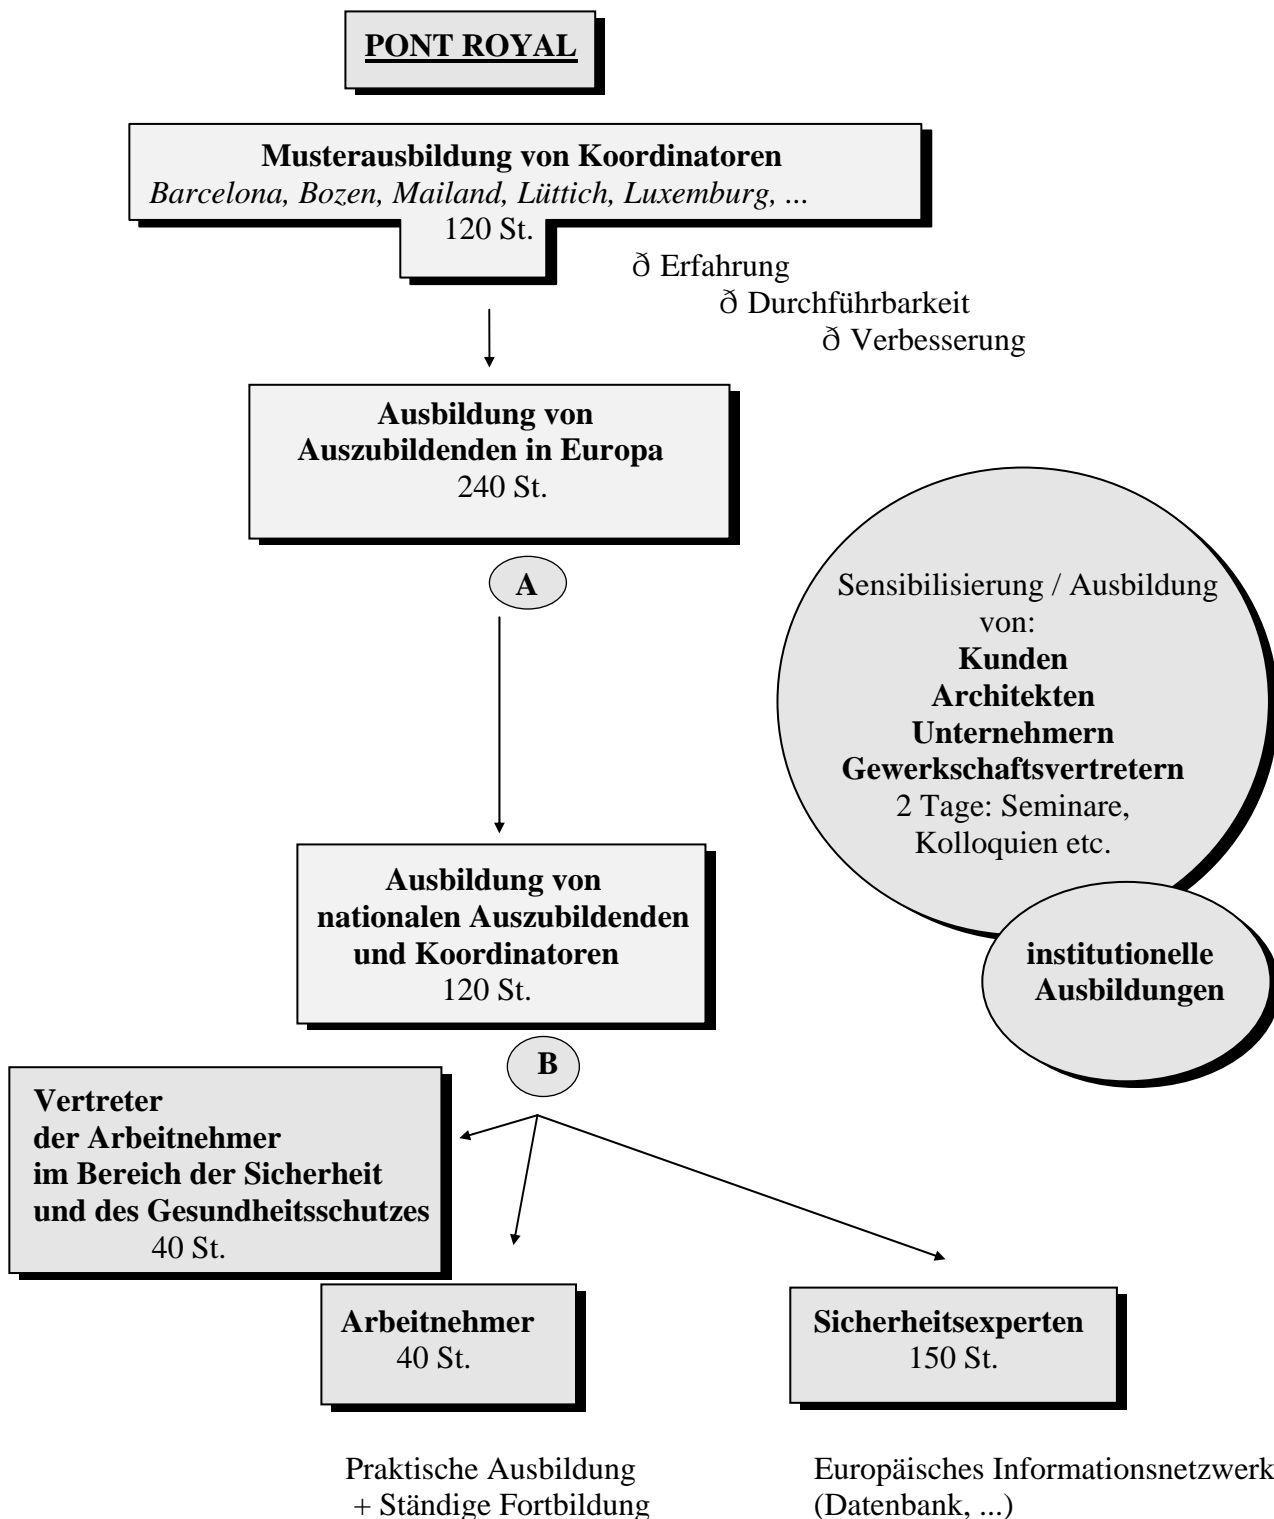 PONT ROYAL
Musterausbildung von Koordinatoren
Barcelona, Bozen, Mailand, Lüttich, Luxemburg, ...
120 St.
ð Erfahrung
ð Durchführbarkeit
ð Verbesserung
Ausbildung von
Auszubildenden in Europa
240 St.
A
Sensibilisierung / Ausbildung
von:
Kunden
Architekten
Unternehmern
Gewerkschaftsvertretern
2 Tage: Seminare,
Kolloquien etc.
institutionelle
Ausbildungen
Ausbildung von
nationalen Auszubildenden
und Koordinatoren
120 St.
B
Vertreter
der Arbeitnehmer
im Bereich der Sicherheit
und des Gesundheitsschutzes
40 St.
Arbeitnehmer
40 St.
Sicherheitsexperten
150 St.
Praktische Ausbildung
+ Ständige Fortbildung
Europäisches Informationsnetzwerk
(Datenbank, ...)